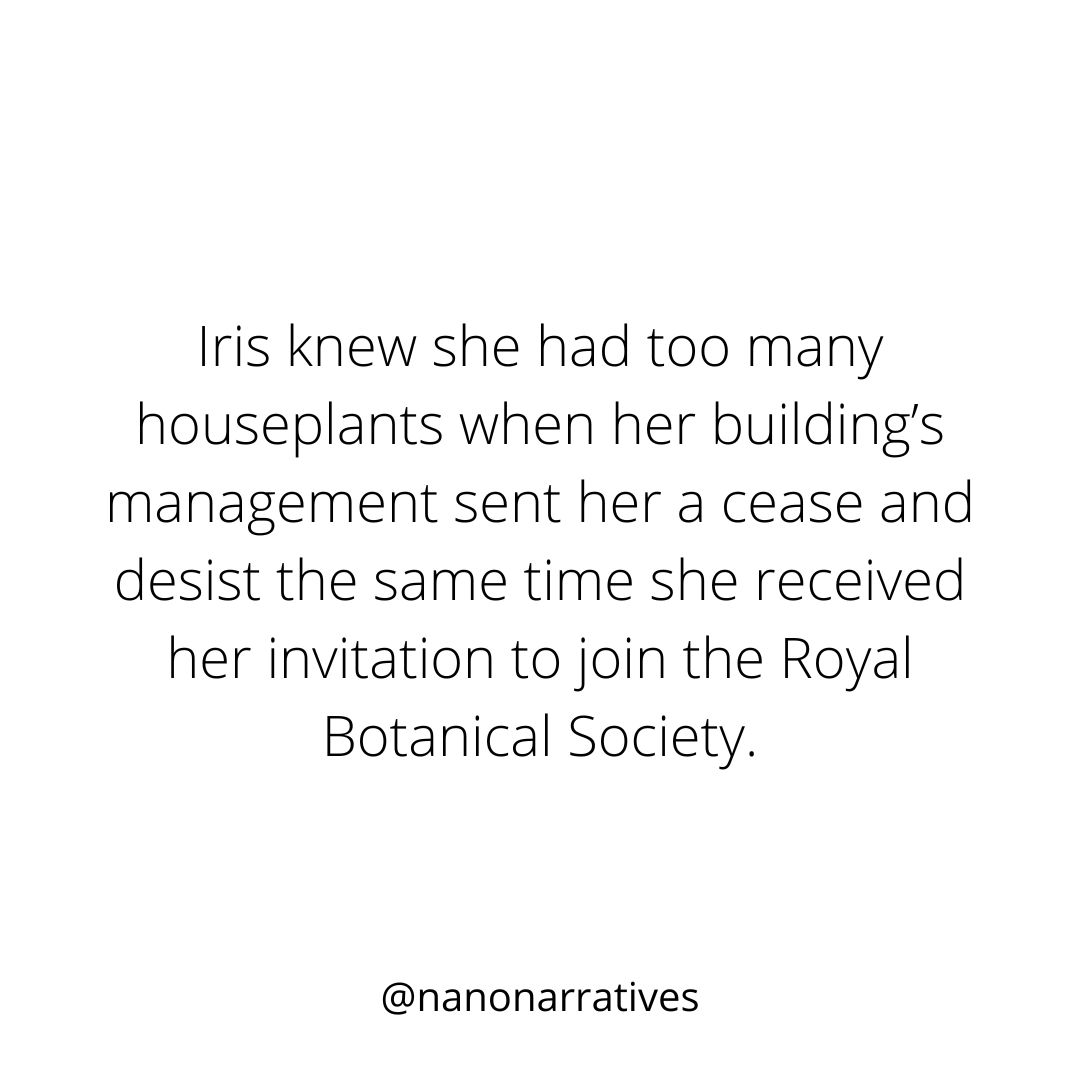 Iris knew she had too many
houseplants when her building’s
management sent her a cease and
desist the same time she received
her invitation to join the Royal
Botanical Society.
@nanonarratives